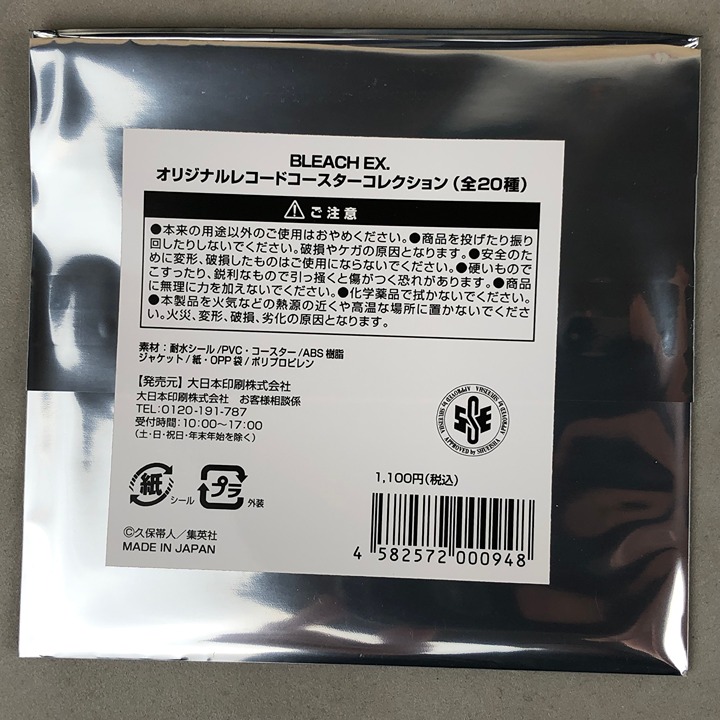 BLEACH EX.
オリジナルレコードコースターコレクション(全20種)
ご注意
●本来の用途以外のご使用はおやめください。●商品を投げたり振り
回したりしないでください。破損やケガの原因となります。●安全のた
めに変形、破損したものはご使用にならないでください。●硬いもので
こすったり、鋭利なもので引っ掻くと傷がつく恐れがあります。●商品
に無理に力を加えないでください。●化学薬品で拭かないでください。
●本製品を火気などの熱源の近くや高温な場所に置かないでくださ
い。火災、変形、破損、劣化の原因となります。
素材:耐水シール/PVC・コースター/ABS樹脂
ジャケット/紙・OPP袋/ポリプロピレン
【発売元】大日本印刷株式会社
大日本印刷株式会社 お客様相談係
TEL:0120-191-787
受付時間:10:00~17:00
(土・日・祝日・年末年始を除く)
APPROVED by SHUEISHA
APPROVED by SHUEISHA
紙 シール プラ 外装
1,100円(税込)
©久保帯人/集英社
MADE IN JAPAN
4 582572 000948